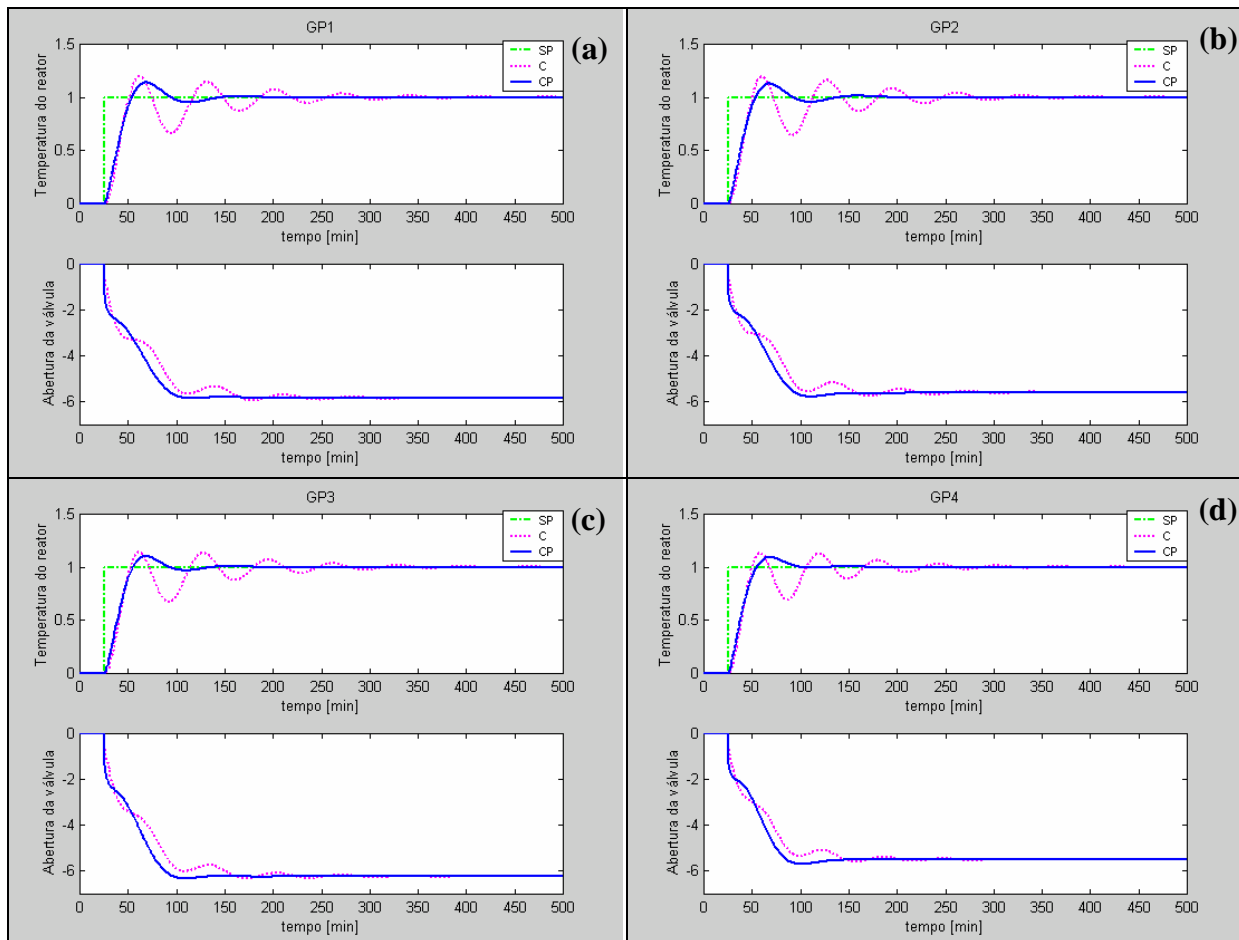 GP1
(a)
SP
C
CP
Temperatura do reator
1.5
1
0.5
0
0 50 100 150 200 250 300 350 400 450 500
tempo [min]
Abertura da válvula
0
-2
-4
-6
0 50 100 150 200 250 300 350 400 450 500
tempo [min]
GP2
(b)
SP
C
CP
Temperatura do reator
1.5
1
0.5
0
0 50 100 150 200 250 300 350 400 450 500
tempo [min]
Abertura da válvula
0
-2
-4
-6
0 50 100 150 200 250 300 350 400 450 500
tempo [min]
GP3
(c)
SP
C
CP
Temperatura do reator
1.5
1
0.5
0
0 50 100 150 200 250 300 350 400 450 500
tempo [min]
Abertura da válvula
0
-2
-4
-6
0 50 100 150 200 250 300 350 400 450 500
tempo [min]
GP4
(d)
SP
C
CP
Temperatura do reator
1.5
1
0.5
0
0 50 100 150 200 250 300 350 400 450 500
tempo [min]
Abertura da válvula
0
-2
-4
-6
0 50 100 150 200 250 300 350 400 450 500
tempo [min]